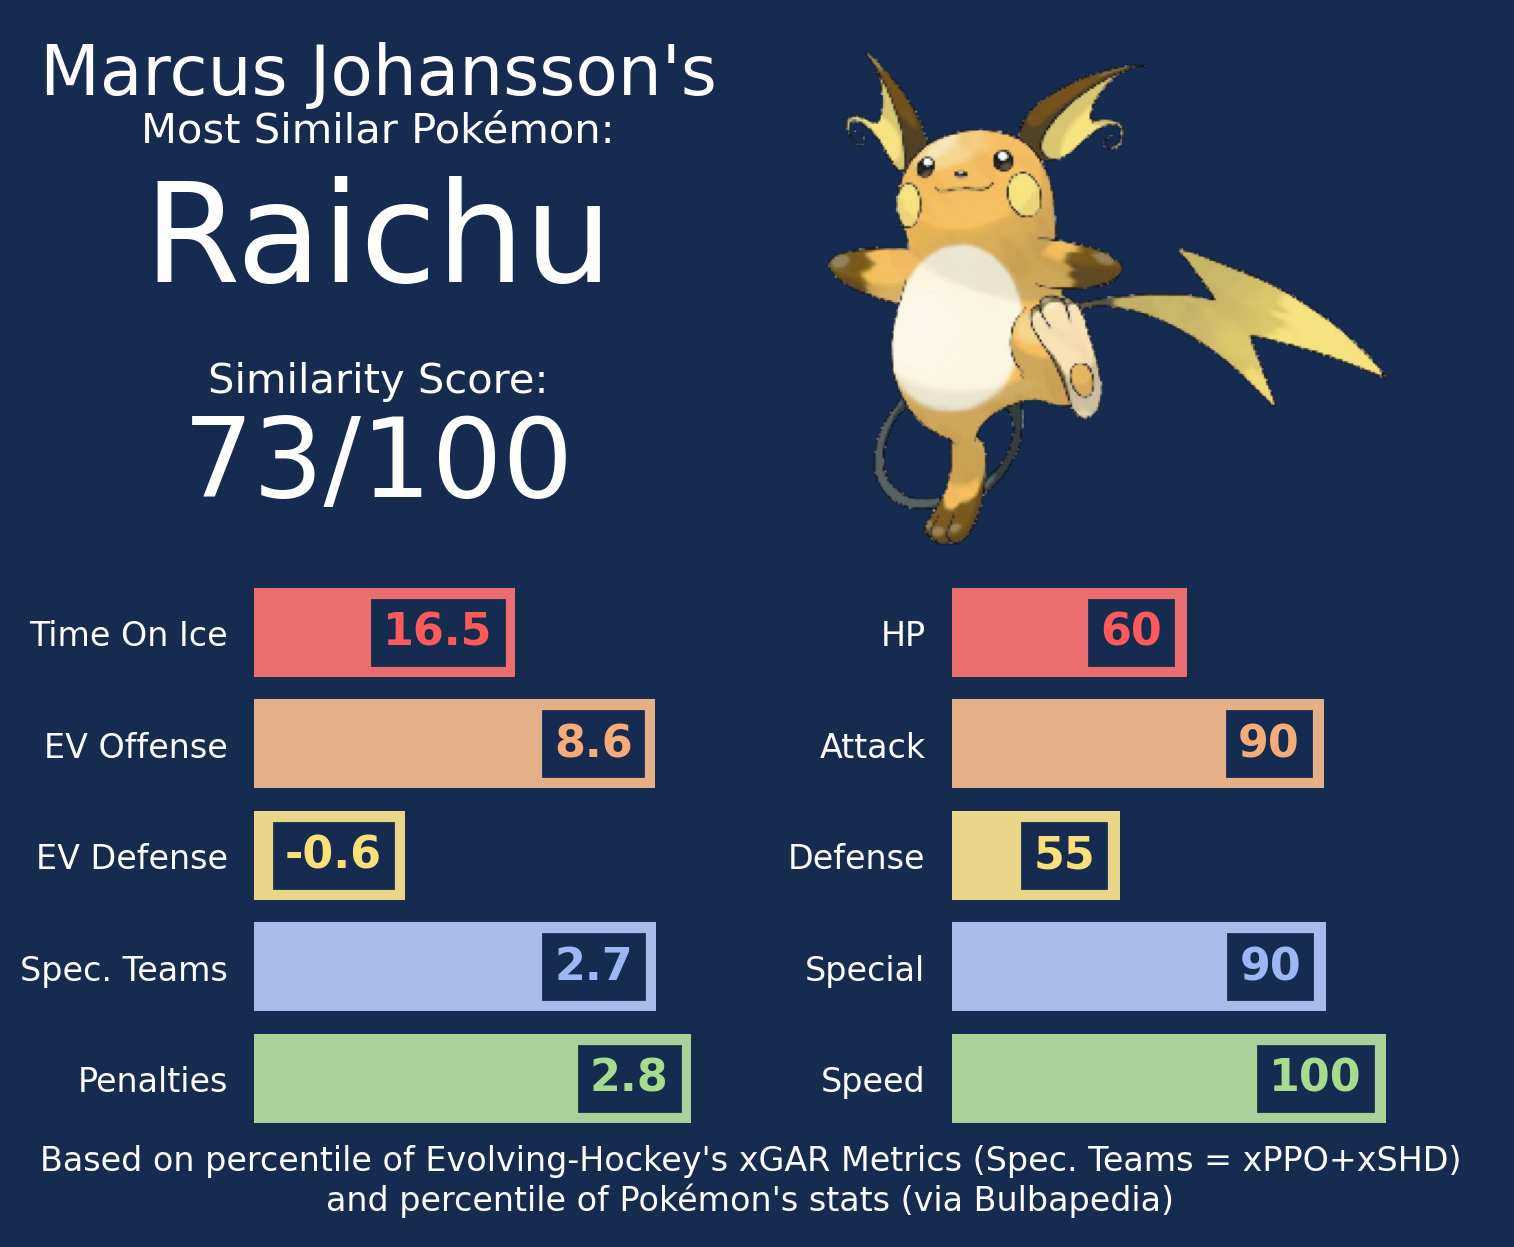 Marcus Johansson's
Most Similar Pokémon:
Raichu
Similarity Score:
73/100
Time On Ice 16.5
EV Offense 8.6
EV Defense -0.6
Spec. Teams 2.7
Penalties 2.8
HP 60
Attack 90
Defense 55
Special 90
Speed 100
Based on percentile of Evolving-Hockey's xGAR Metrics (Spec. Teams = xPPO+xSHD)
and percentile of Pokémon's stats (via Bulbapedia)